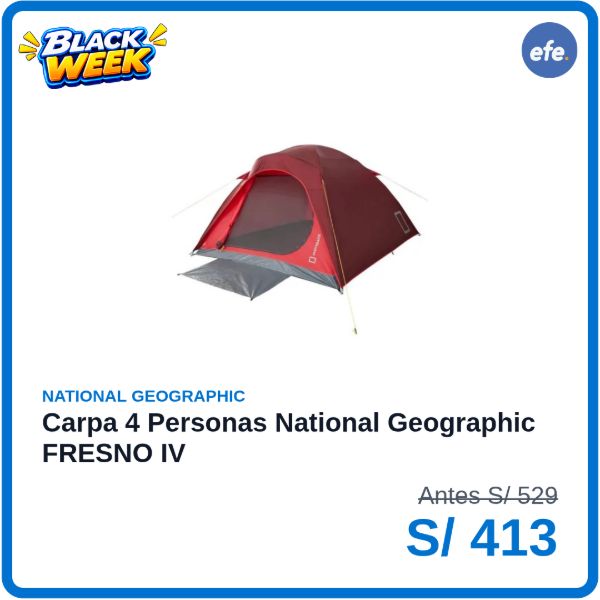 BLACK
WEEK
efe.
NATIONAL GEOGRAPHIC
Carpa 4 Personas National Geographic
FRESNO IV
Antes S/ 529
S/ 413